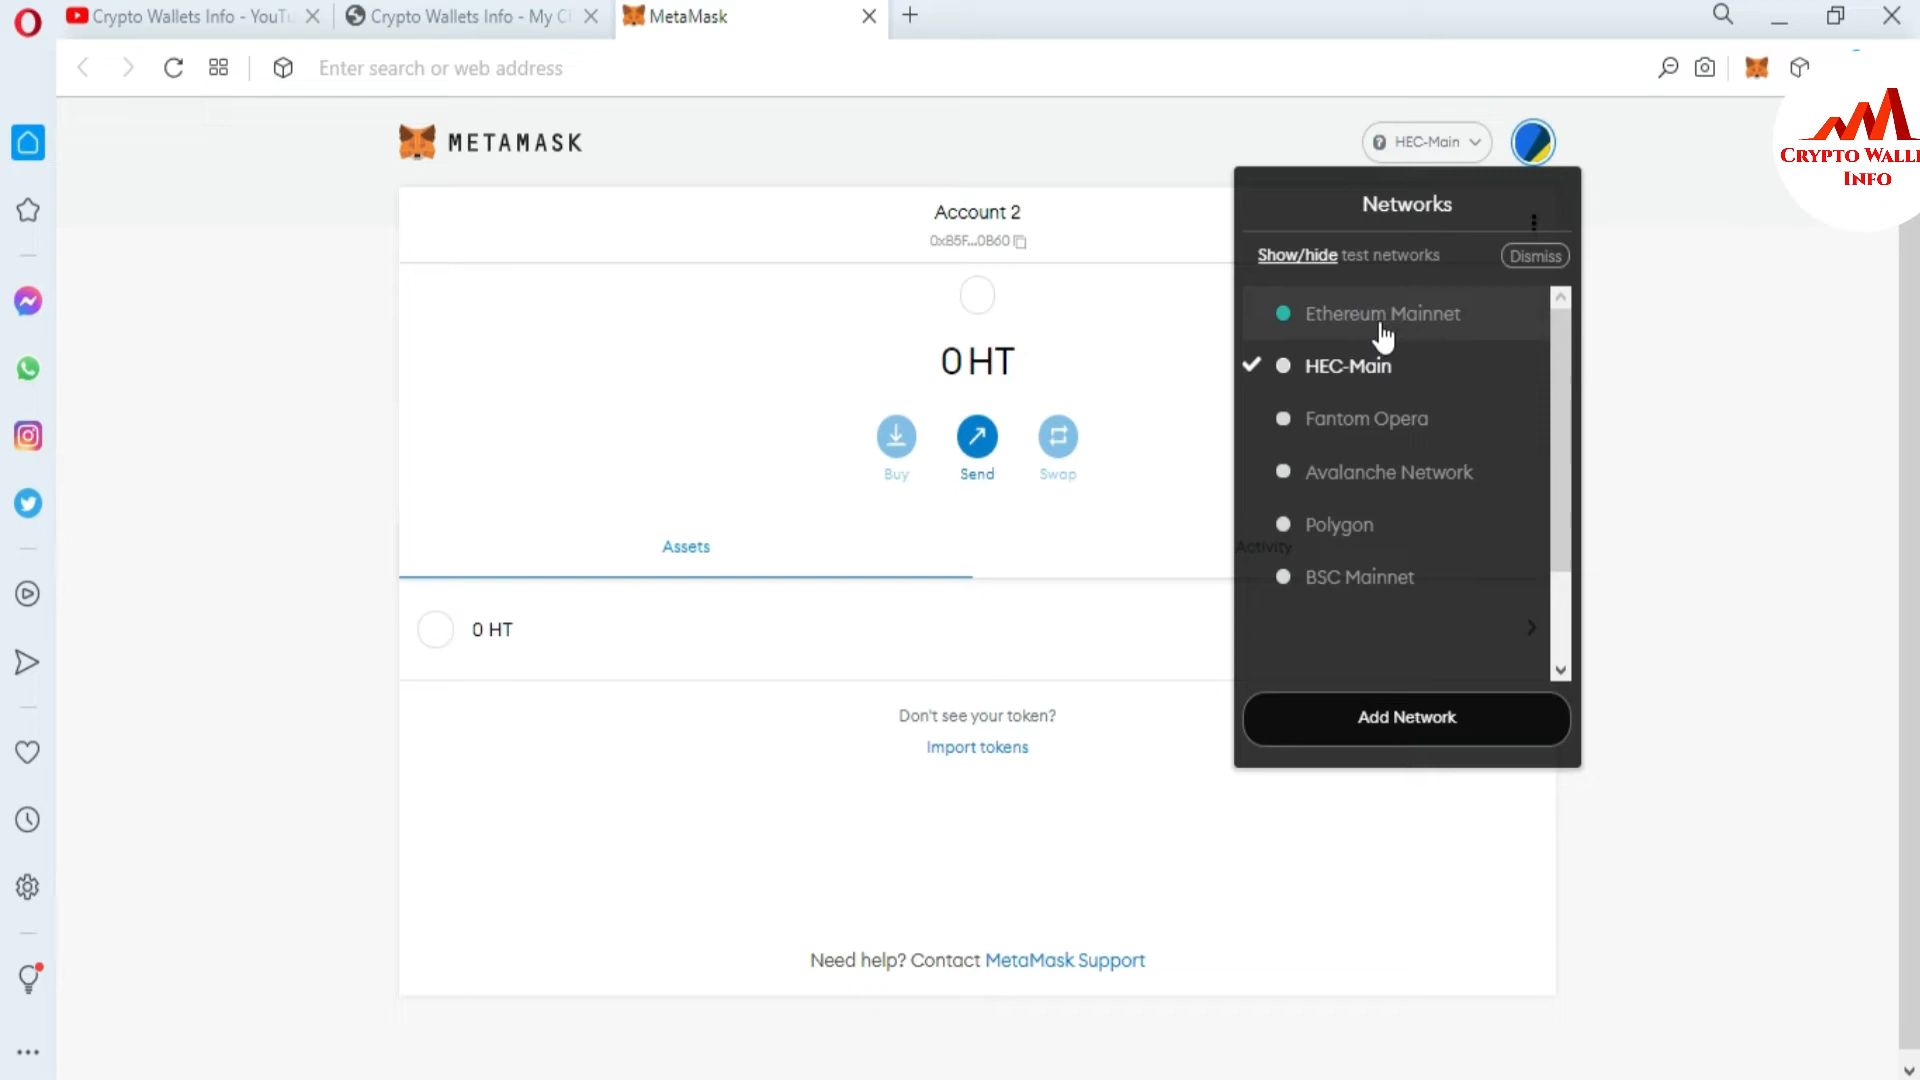 Crypto Wallets Info - YouTu
Crypto Wallets Info - My C
MetaMask
Enter search or web address
METAMASK
HEC-Main
CRYPTO WALLE
INFO
Account 2
0xB5F...0B60
0 HT
Buy
Send
Swap
Assets
Activity
0 HT
Don't see your token?
Import tokens
Need help? Contact MetaMask Support
Networks
Show/hide test networks
Dismiss
Ethereum Mainnet
HEC-Main
Fantom Opera
Avalanche Network
Polygon
BSC Mainnet
Add Network